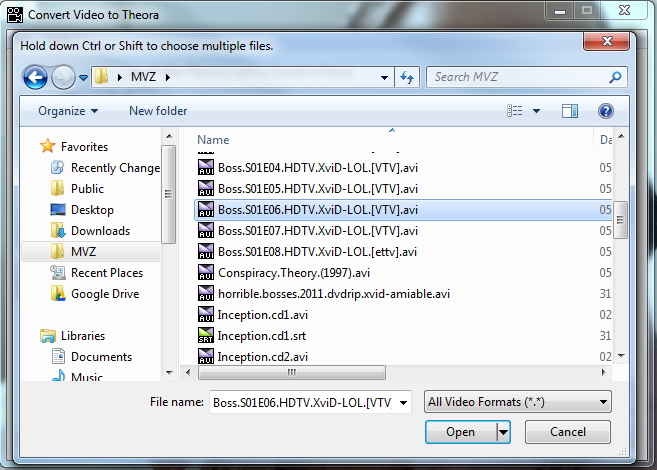 Convert Video to Theora
Hold down Ctrl or Shift to choose multiple files.
MVZ
Search MVZ
Organize
New folder
Favorites
Recently Change
Public
Desktop
Downloads
MVZ
Recent Places
Google Drive
Libraries
Documents
Music
Name
Da
Boss.S01E04.HDTV.XviD-LOL.[VTV].avi
05
Boss.S01E05.HDTV.XviD-LOL.[VTV].avi
05
Boss.S01E06.HDTV.XviD-LOL.[VTV].avi
05
Boss.S01E07.HDTV.XviD-LOL.[VTV].avi
05
Boss.S01E08.HDTV.XviD-LOL.[ettv].avi
05
Conspiracy.Theory.(1997).avi
05
horrible.bosses.2011.dvdrip.xvid-amiable.avi
31
Inception.cd1.avi
02
Inception.cd1.srt
31
Inception.cd2.avi
02
File name:
Boss.S01E06.HDTV.XviD-LOL.[VTV
All Video Formats (*.*)
Open
Cancel